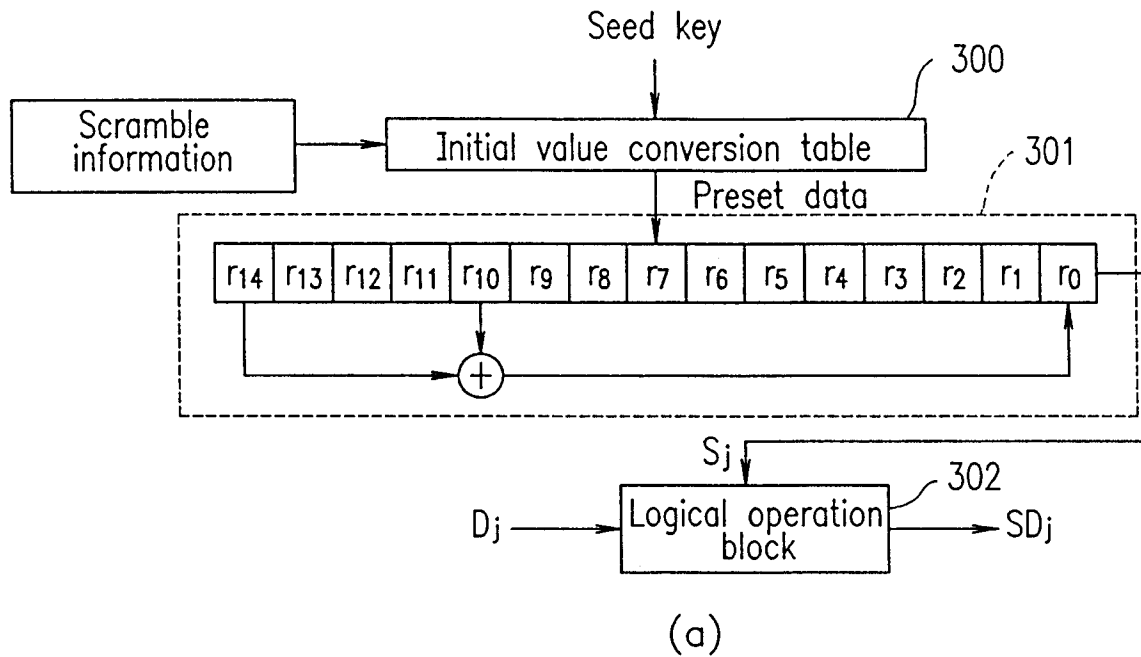 Seed key
300
Scramble
information
Initial value conversion table
301
Preset data
r14 r13 r12 r11 r10 r9 r8 r7 r6 r5 r4 r3 r2 r1 r0
+
Sj
302
Dj
Logical operation
block
SDj
(a)